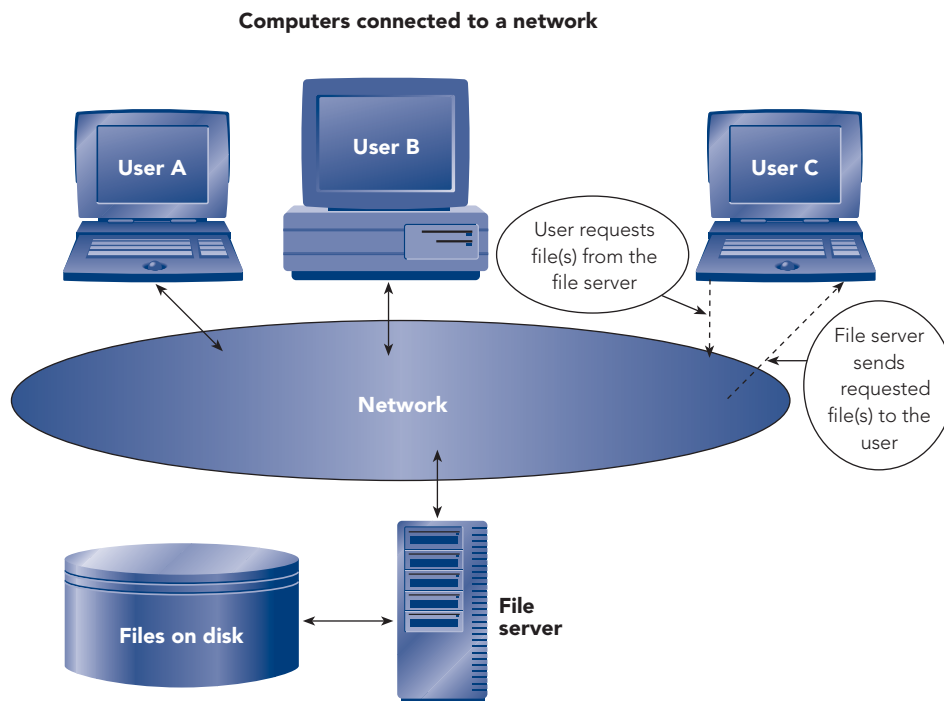 Computers connected to a network
User A
User B
User C
User requests
file(s) from the
file server
File server
sends
requested
file(s) to the
user
Network
Files on disk
File
server